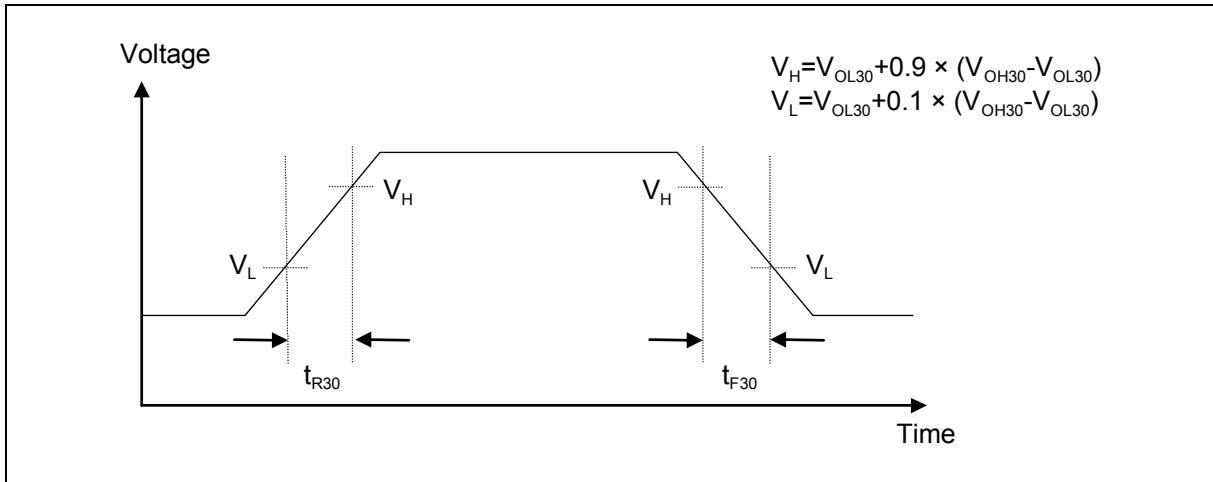 Voltage
V_H=V_OL30+0.9 × (V_OH30-V_OL30)
V_L=V_OL30+0.1 × (V_OH30-V_OL30)
V_H
V_H
V_L
V_L
t_R30
t_F30
Time